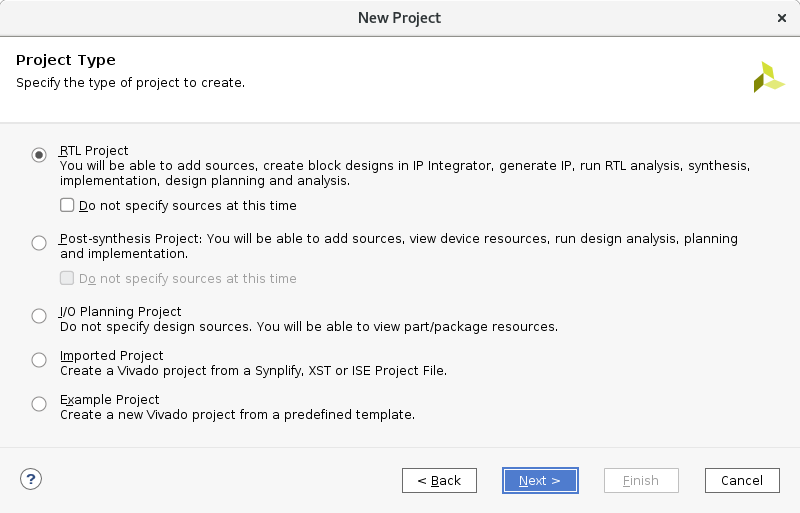 New Project
×
Project Type
Specify the type of project to create.
RTL Project
You will be able to add sources, create block designs in IP Integrator, generate IP, run RTL analysis, synthesis,
implementation, design planning and analysis.
Do not specify sources at this time
Post-synthesis Project: You will be able to add sources, view device resources, run design analysis, planning
and implementation.
Do not specify sources at this time
I/O Planning Project
Do not specify design sources. You will be able to view part/package resources.
Imported Project
Create a Vivado project from a Synplify, XST or ISE Project File.
Example Project
Create a new Vivado project from a predefined template.
? < Back Next > Finish Cancel